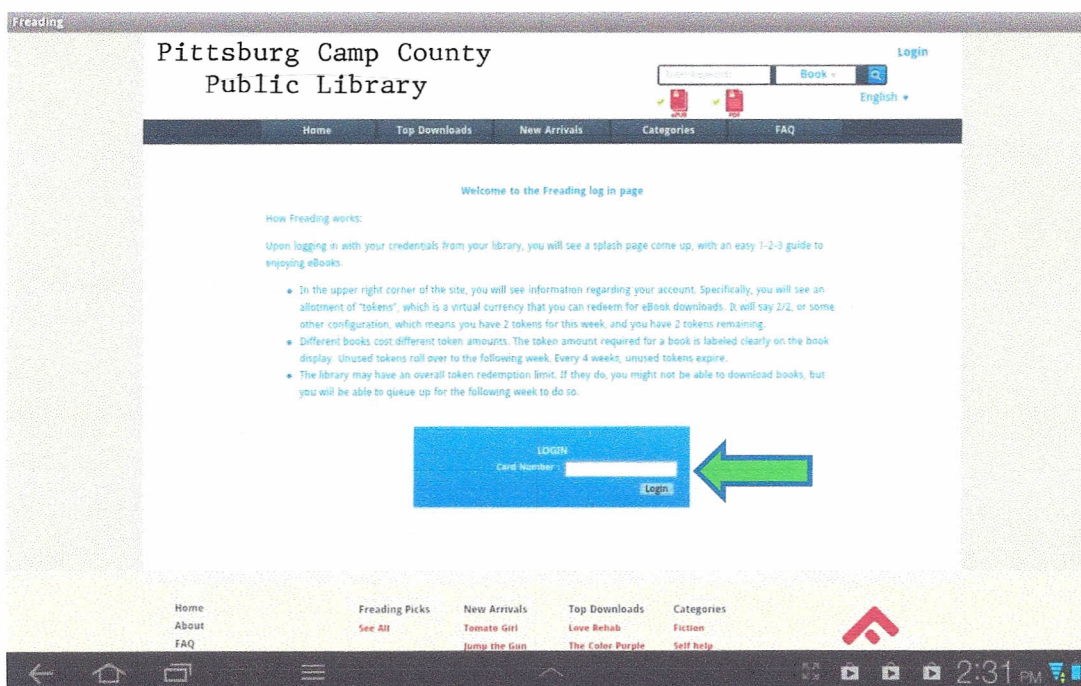 Freading
Pittsburg Camp County
Public Library
Login
Enter keywords
Book
English
ePUB
PDF
Home Top Downloads New Arrivals Categories FAQ
Welcome to the Freading log in page
How Freading works:
Upon logging in with your credentials from your library, you will see a splash page come up, with an easy 1-2-3 guide to
enjoying eBooks.
In the upper right corner of the site, you will see information regarding your account. Specifically, you will see an
allotment of "tokens", which is a virtual currency that you can redeem for eBook downloads. It will say 2/2, or some
other configuration, which means you have 2 tokens for this week, and you have 2 tokens remaining.
Different books cost different token amounts. The token amount required for a book is labeled clearly on the book
display. Unused tokens roll over to the following week. Every 4 weeks, unused tokens expire.
The library may have an overall token redemption limit. If they do, you might not be able to download books, but
you will be able to queue up for the following week to do so.
LOGIN
Card Number :
Login
Home Freading Picks New Arrivals Top Downloads Categories
About See All Tomato Girl Love Rehab Fiction
FAQ Jump the Gun The Color Purple Self help
2:31 PM